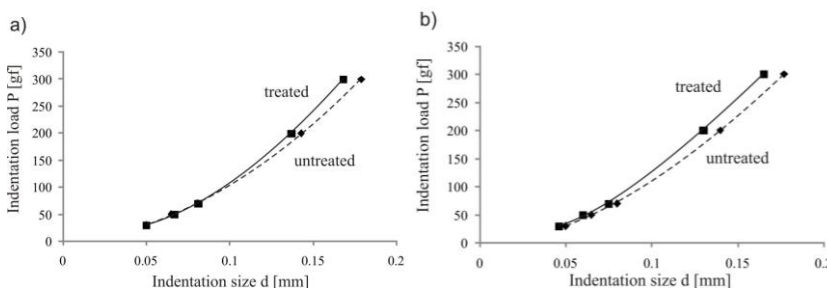 a)
Indentation load P [gf]
350
300
250
200
150
100
50
0
treated
untreated
0
0.05
0.1
0.15
0.2
Indentation size d [mm]
b)
Indentation load P [gf]
350
300
250
200
150
100
50
0
treated
untreated
0
0.05
0.1
0.15
Indentation size d [mm]